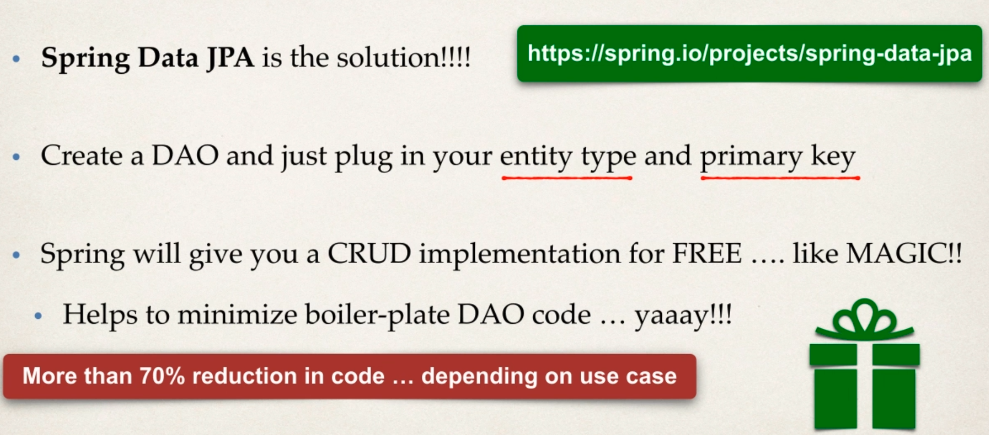 Spring Data JPA is the solution!!!!
https://spring.io/projects/spring-data-jpa
Create a DAO and just plug in your entity type and primary key
Spring will give you a CRUD implementation for FREE .... like MAGIC!!
Helps to minimize boiler-plate DAO code ... yaaay!!!
More than 70% reduction in code ... depending on use case